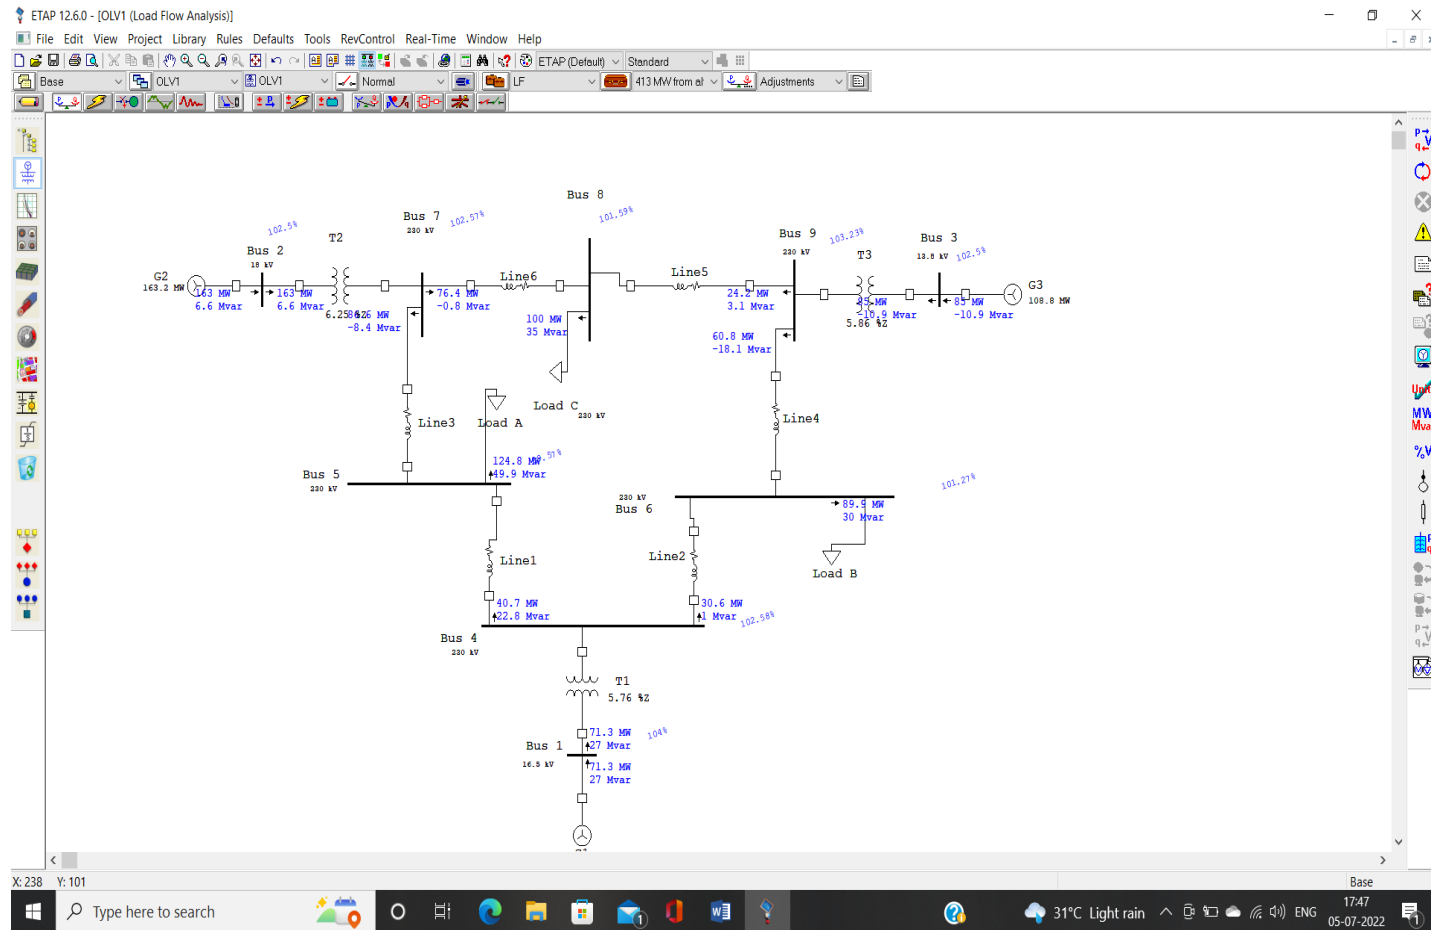 ETAP 12.6.0 - [OLV1 (Load Flow Analysis)]
File Edit View Project Library Rules Defaults Tools RevControl Real-Time Window Help
ETAP (Default) Standard
Base OLV1 OLV1 Normal LF 413 MW from al Adjustments
Bus 8
101.59%
Bus 7
230 kV
102.57%
102.5%
Bus 2
18 kV
T2
Bus 9
230 kV
103.23%
T3
Bus 3
13.8 kV
102.5%
G2
163.2 MW
163 MW
6.6 Mvar
163 MW
6.6 Mvar
6.25 %Z
86.6 MW
-8.4 Mvar
76.4 MW
-0.8 Mvar
Line6
Line5
100 MW
35 Mvar
24.2 MW
3.1 Mvar
60.8 MW
-18.1 Mvar
85 MW
-10.9 Mvar
5.86 %Z
85 MW
-10.9 Mvar
G3
108.8 MW
Load C
230 kV
Line3
Load A
Line4
124.8 MW
49.9 Mvar
Bus 5
230 kV
101.27%
230 kV
Bus 6
89.9 MW
30 Mvar
Line1
Line2
Load B
40.7 MW
22.8 Mvar
30.6 MW
1 Mvar
102.58%
Bus 4
230 kV
T1
5.76 %Z
71.3 MW
27 Mvar
104%
Bus 1
16.5 kV
71.3 MW
27 Mvar
P
V
q
Unit
MW
Mva
%V
X: 238 Y: 101
Base
Type here to search
31°C Light rain
ENG
17:47
05-07-2022